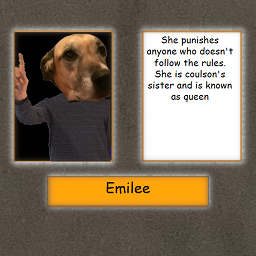 She punishes
anyone who doesn't
follow the rules.
She is coulson's
sister and is known
as queen
Emilee